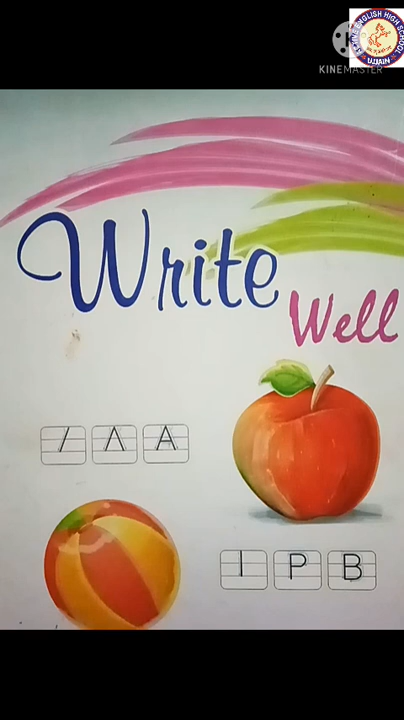 ENGLISH HIGH SCHOOL
UJJAIN
KINEMASTER
Write
Well
/ Λ A
I P B